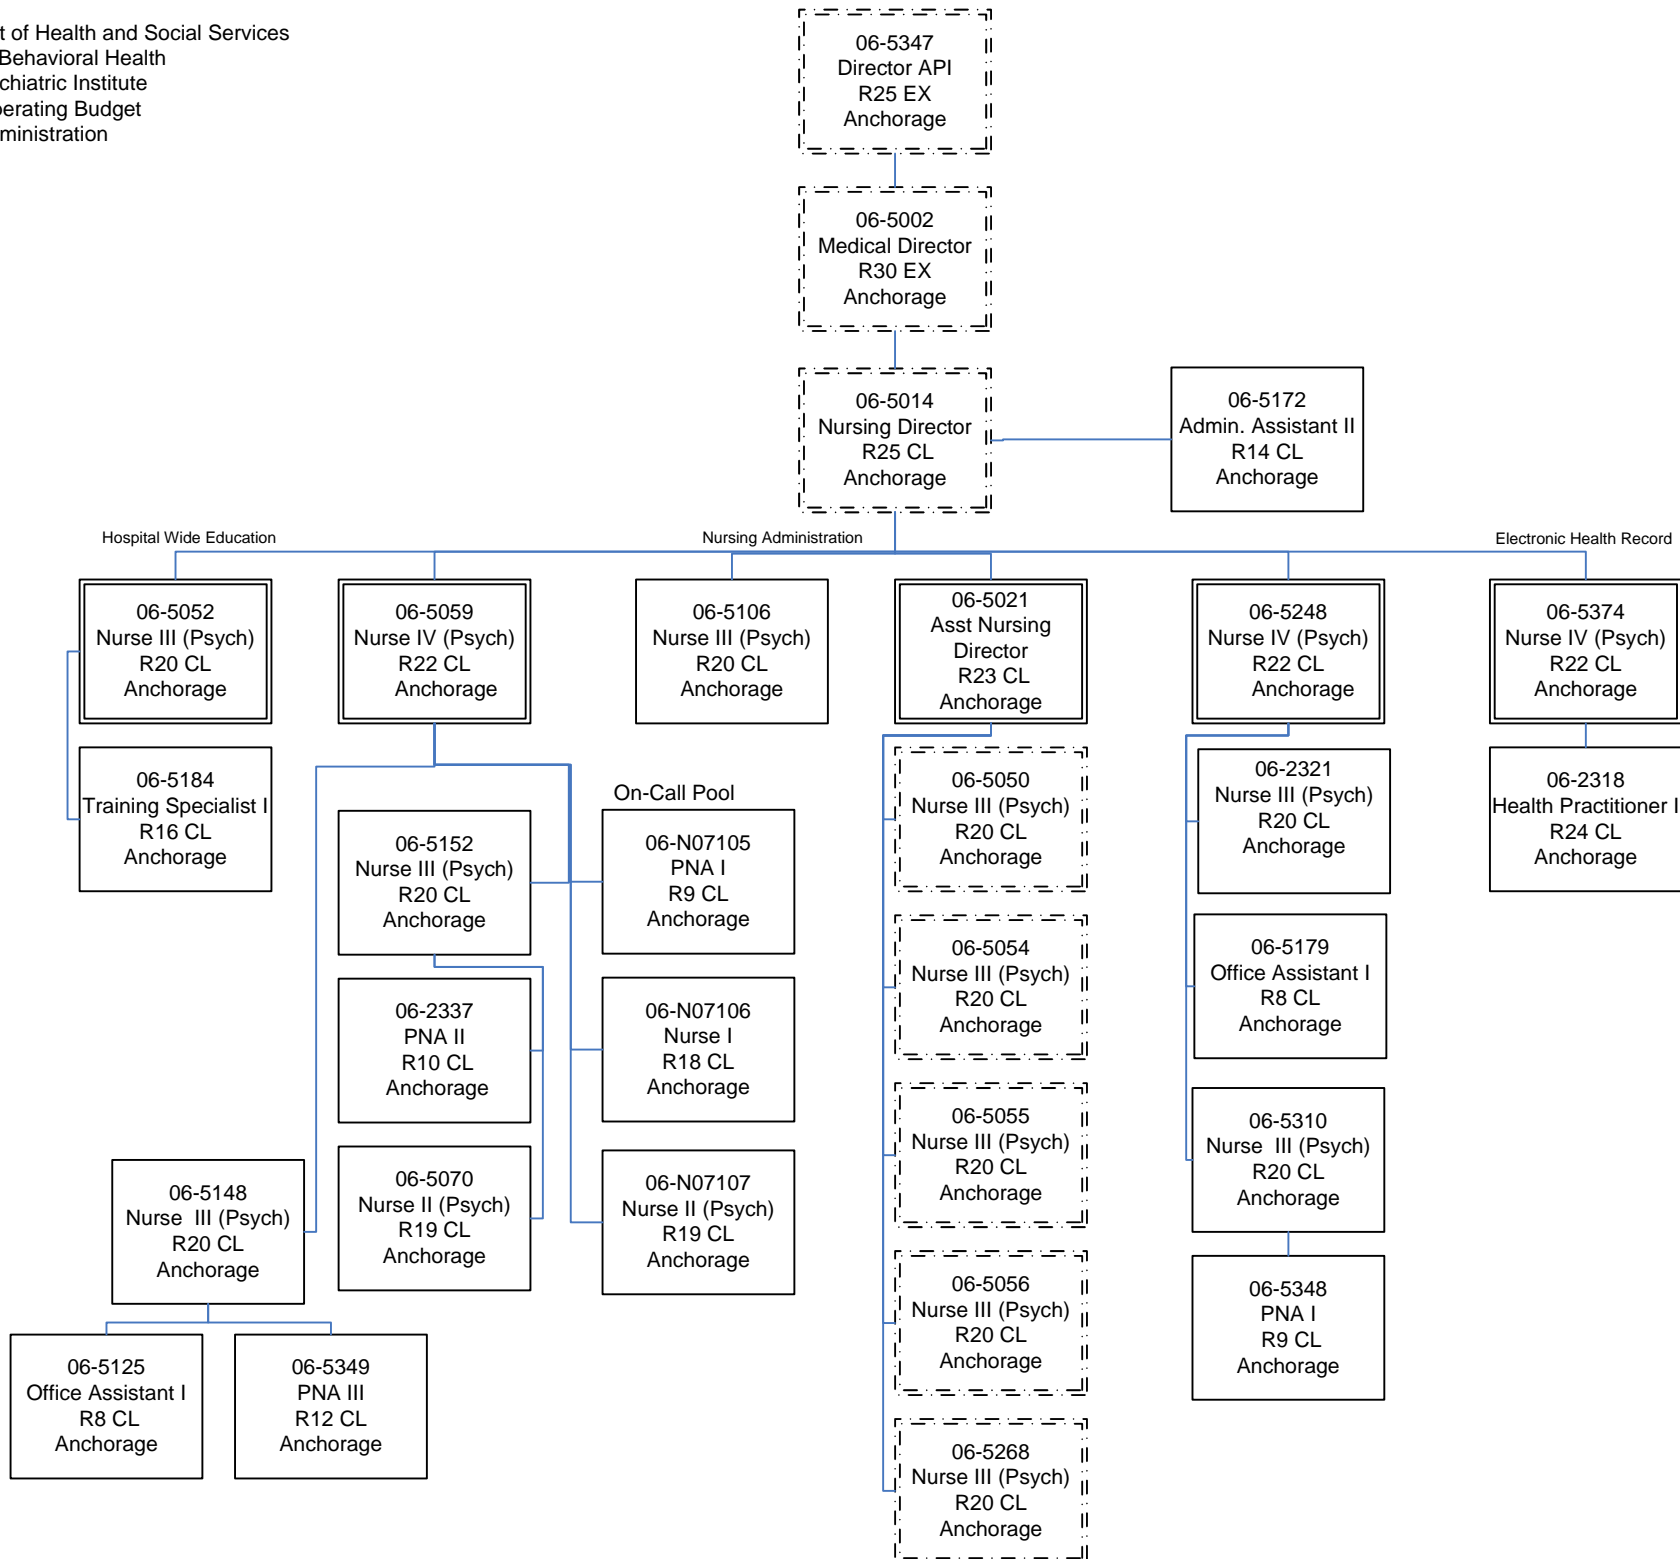 t of Health and Social Services
Behavioral Health
chiatric Institute
perating Budget
ministration
06-5347
Director API
R25 EX
Anchorage
06-5002
Medical Director
R30 EX
Anchorage
06-5014
Nursing Director
R25 CL
Anchorage
06-5172
Admin. Assistant II
R14 CL
Anchorage
Hospital Wide Education
Nursing Administration
Electronic Health Record
06-5052
Nurse III (Psych)
R20 CL
Anchorage
06-5059
Nurse IV (Psych)
R22 CL
Anchorage
06-5106
Nurse III (Psych)
R20 CL
Anchorage
06-5021
Asst Nursing
Director
R23 CL
Anchorage
06-5248
Nurse IV (Psych)
R22 CL
Anchorage
06-5374
Nurse IV (Psych)
R22 CL
Anchorage
06-5184
Training Specialist I
R16 CL
Anchorage
06-5152
Nurse III (Psych)
R20 CL
Anchorage
On-Call Pool
06-N07105
PNA I
R9 CL
Anchorage
06-5050
Nurse III (Psych)
R20 CL
Anchorage
06-2321
Nurse III (Psych)
R20 CL
Anchorage
06-2318
Health Practitioner I
R24 CL
Anchorage
06-2337
PNA II
R10 CL
Anchorage
06-N07106
Nurse I
R18 CL
Anchorage
06-5054
Nurse III (Psych)
R20 CL
Anchorage
06-5179
Office Assistant I
R8 CL
Anchorage
06-5148
Nurse III (Psych)
R20 CL
Anchorage
06-5070
Nurse II (Psych)
R19 CL
Anchorage
06-N07107
Nurse II (Psych)
R19 CL
Anchorage
06-5055
Nurse III (Psych)
R20 CL
Anchorage
06-5310
Nurse III (Psych)
R20 CL
Anchorage
06-5125
Office Assistant I
R8 CL
Anchorage
06-5349
PNA III
R12 CL
Anchorage
06-5056
Nurse III (Psych)
R20 CL
Anchorage
06-5348
PNA I
R9 CL
Anchorage
06-5268
Nurse III (Psych)
R20 CL
Anchorage